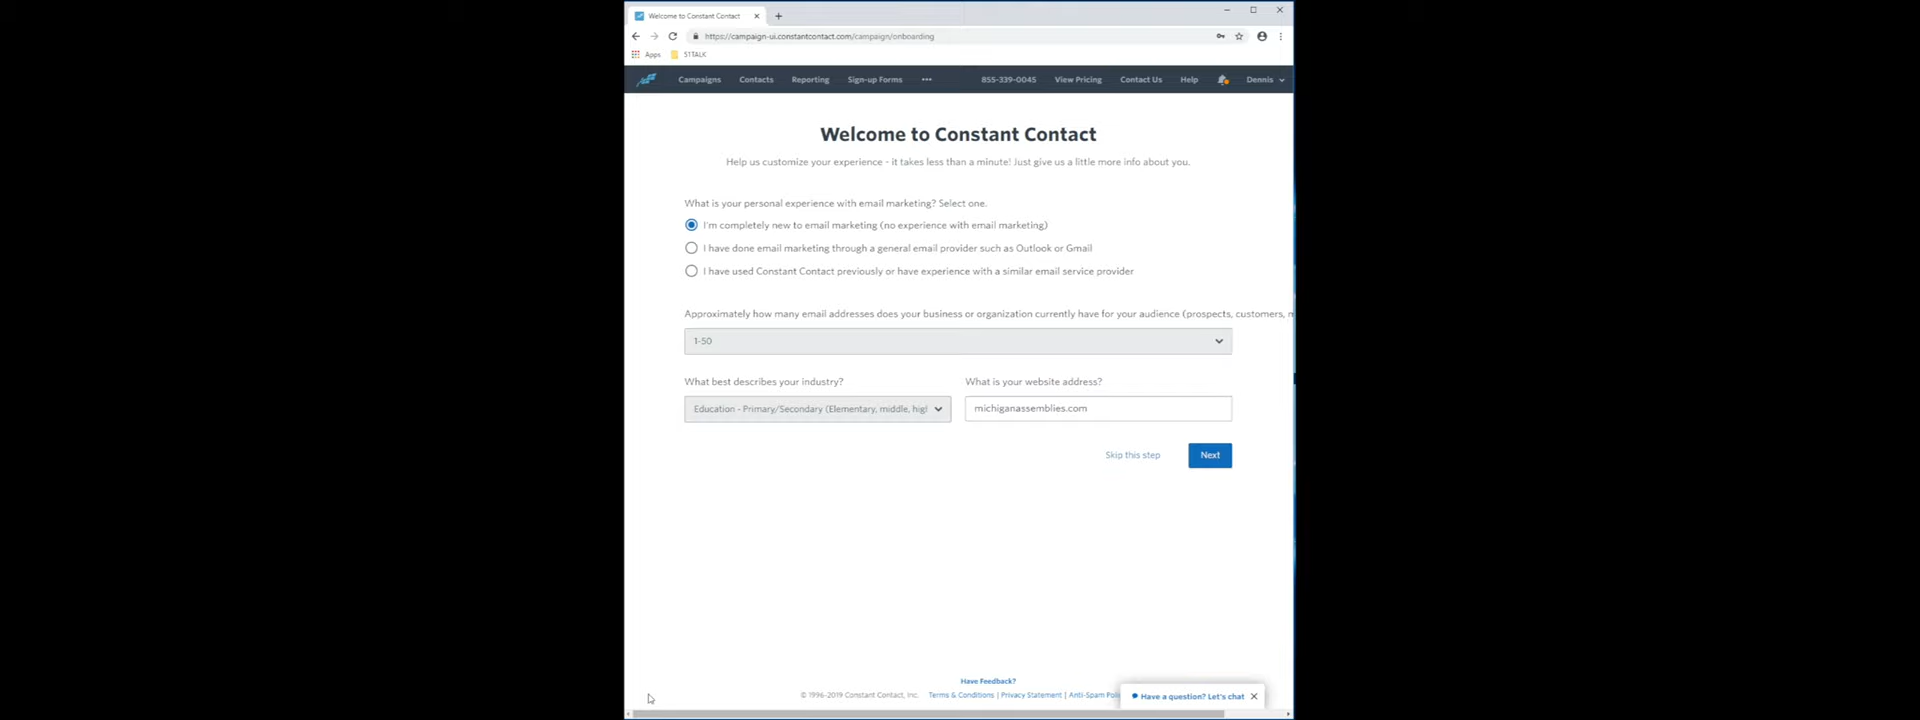 Welcome to Constant Contact
https://campaign-ui.constantcontact.com/campaign/onboarding
Apps 51TALK
Campaigns Contacts Reporting Sign-up Forms ••• 855-339-0045 View Pricing Contact Us Help Dennis
Welcome to Constant Contact
Help us customize your experience - it takes less than a minute! Just give us a little more info about you.
What is your personal experience with email marketing? Select one.
I'm completely new to email marketing (no experience with email marketing)
I have done email marketing through a general email provider such as Outlook or Gmail
I have used Constant Contact previously or have experience with a similar email service provider
Approximately how many email addresses does your business or organization currently have for your audience (prospects, customers,
1-50
What best describes your industry? What is your website address?
Education - Primary/Secondary (Elementary, middle, hig michiganassemblies.com
Skip this step Next
Have Feedback?
© 1996-2019 Constant Contact, Inc. Terms & Conditions | Privacy Statement | Anti-Spam Poli
Have a question? Let's chat